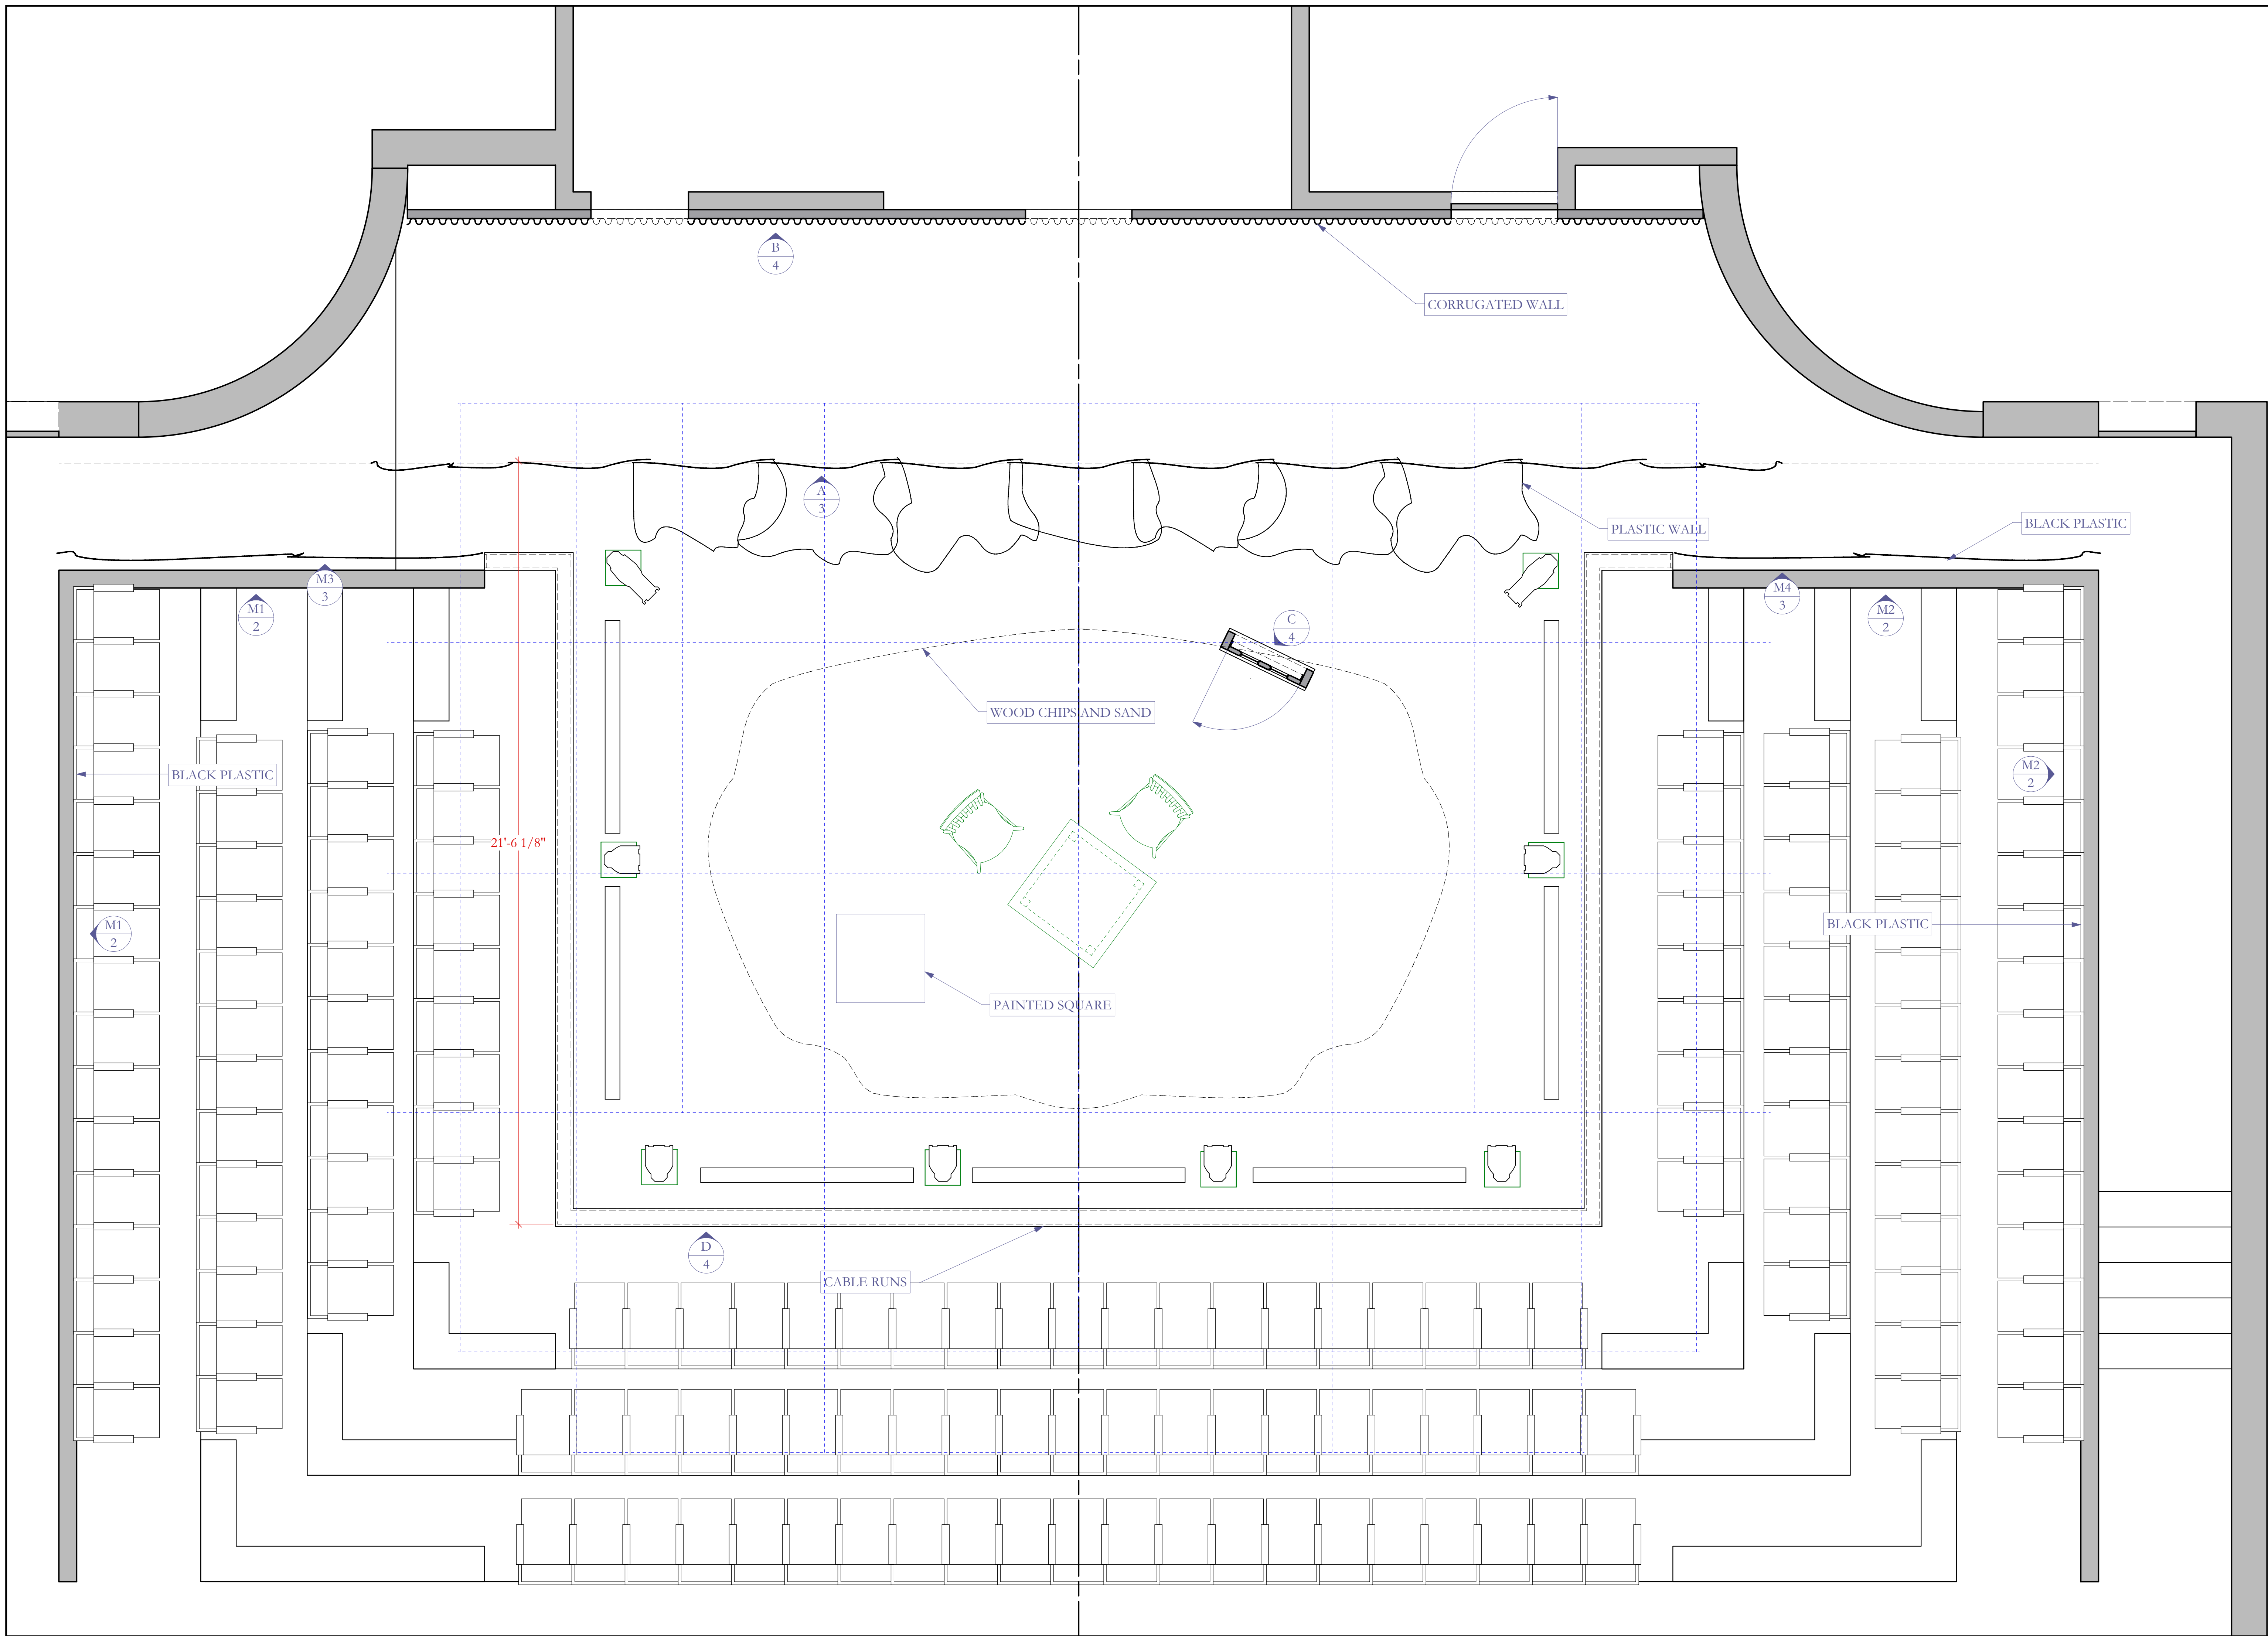 B
4
CORRUGATED WALL
A
3
PLASTIC WALL
BLACK PLASTIC
M3
3
M1
2
M4
3
M2
2
C
4
WOOD CHIPS AND SAND
BLACK PLASTIC
M2
2
21'-6 1/8"
M1
2
BLACK PLASTIC
PAINTED SQUARE
D
4
CABLE RUNS